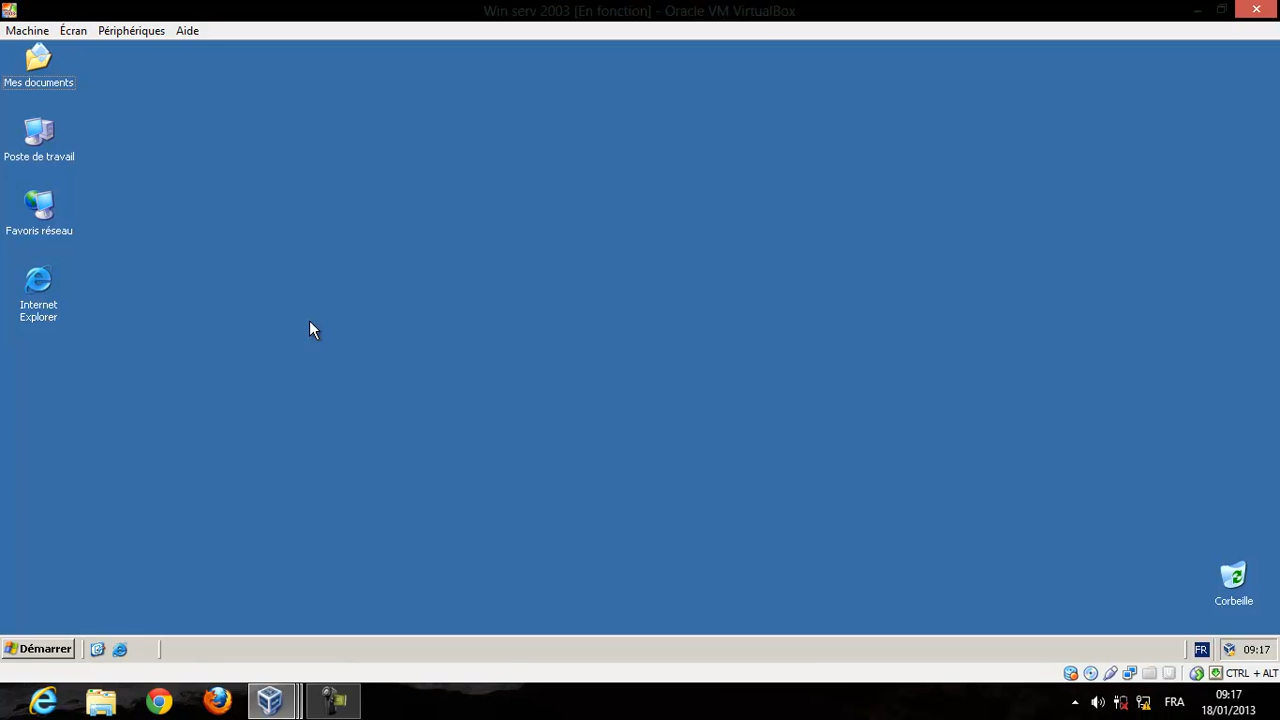 Win serv 2003 [En fonction] - Oracle VM VirtualBox
Machine Écran Périphériques Aide
Mes documents
Poste de travail
Favoris réseau
Internet
Explorer
Corbeille
Démarrer
FR
09:17
CTRL + ALT
FRA
09:17
18/01/2013